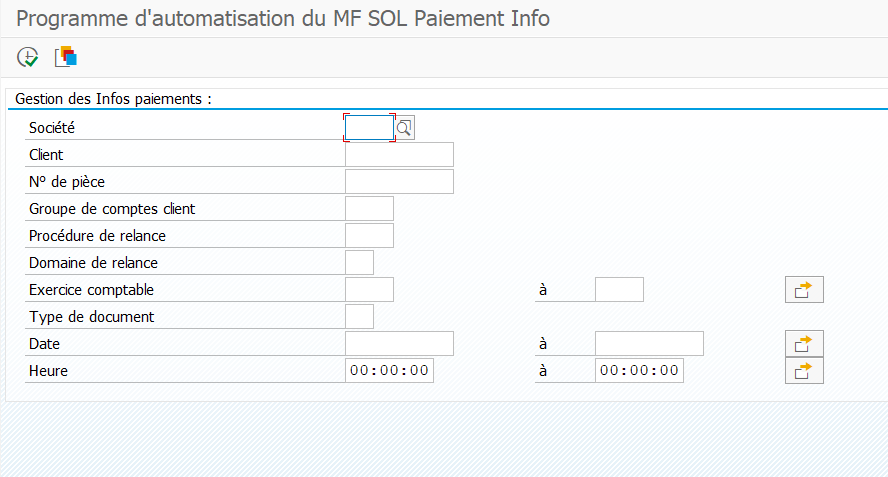 Programme d'automatisation du MF SOL Paiement Info
Gestion des Infos paiements :
Société
Client
N° de pièce
Groupe de comptes client
Procédure de relance
Domaine de relance
Exercice comptable à
Type de document
Date à
Heure 00:00:00 à 00:00:00